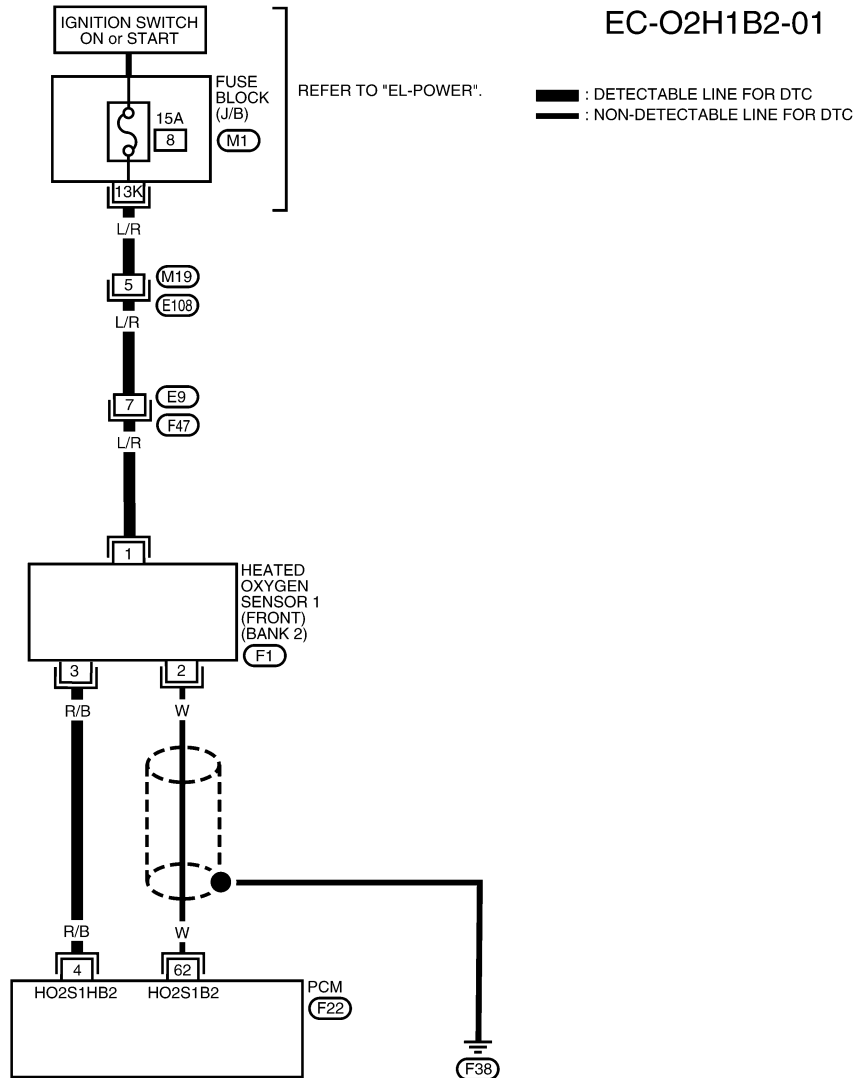 EC-O2H1B2-01
IGNITION SWITCH
ON or START
FUSE
BLOCK
(J/B)
M1
15A
8
REFER TO "EL-POWER".
: DETECTABLE LINE FOR DTC
: NON-DETECTABLE LINE FOR DTC
13K
L/R
5
M19
E108
L/R
7
E9
F47
L/R
1
HEATED
OXYGEN
SENSOR 1
(FRONT)
(BANK 2)
F1
3
2
R/B
W
R/B
W
4
62
HO2S1HB2
HO2S1B2
PCM
F22
F38